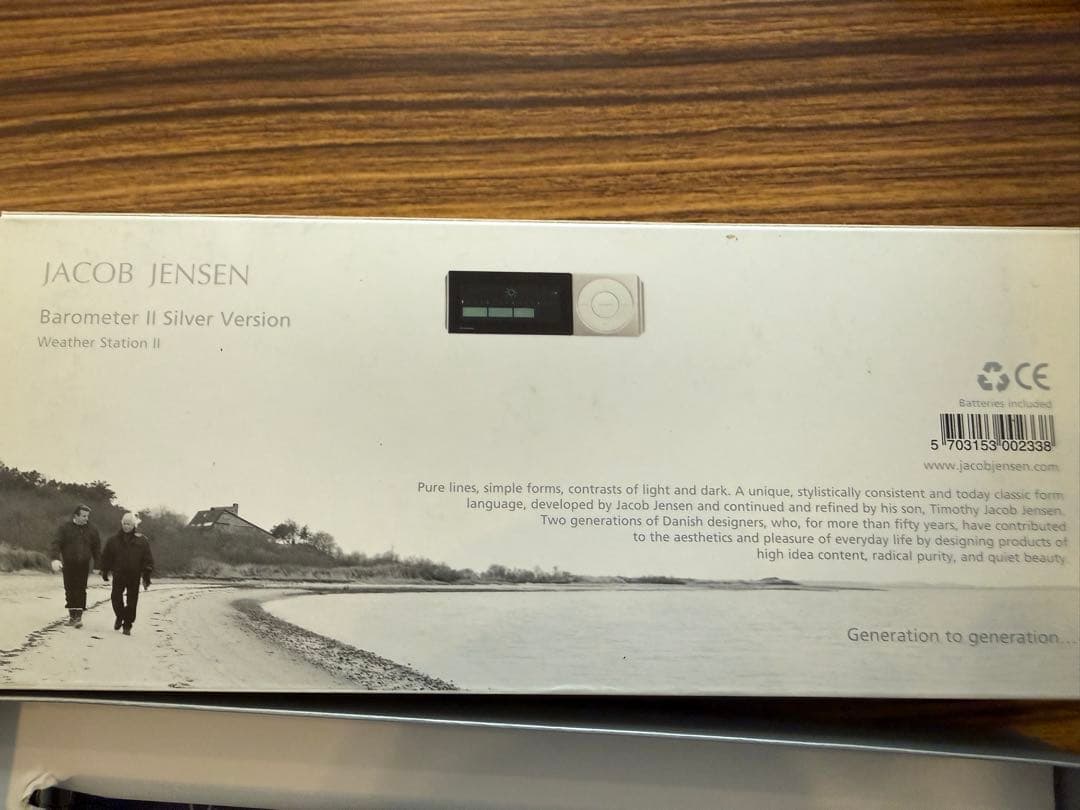 JACOB JENSEN
Barometer II Silver Version
Weather Station II
CE
Batteries included
5 703153 002338
www.jacobjensen.com
Pure lines, simple forms, contrasts of light and dark. A unique, stylistically consistent and today classic form
language, developed by Jacob Jensen and continued and refined by his son, Timothy Jacob Jensen.
Two generations of Danish designers, who, for more than fifty years, have contributed
to the aesthetics and pleasure of everyday life by designing products of
high idea content, radical purity, and quiet beauty
Generation to generation...